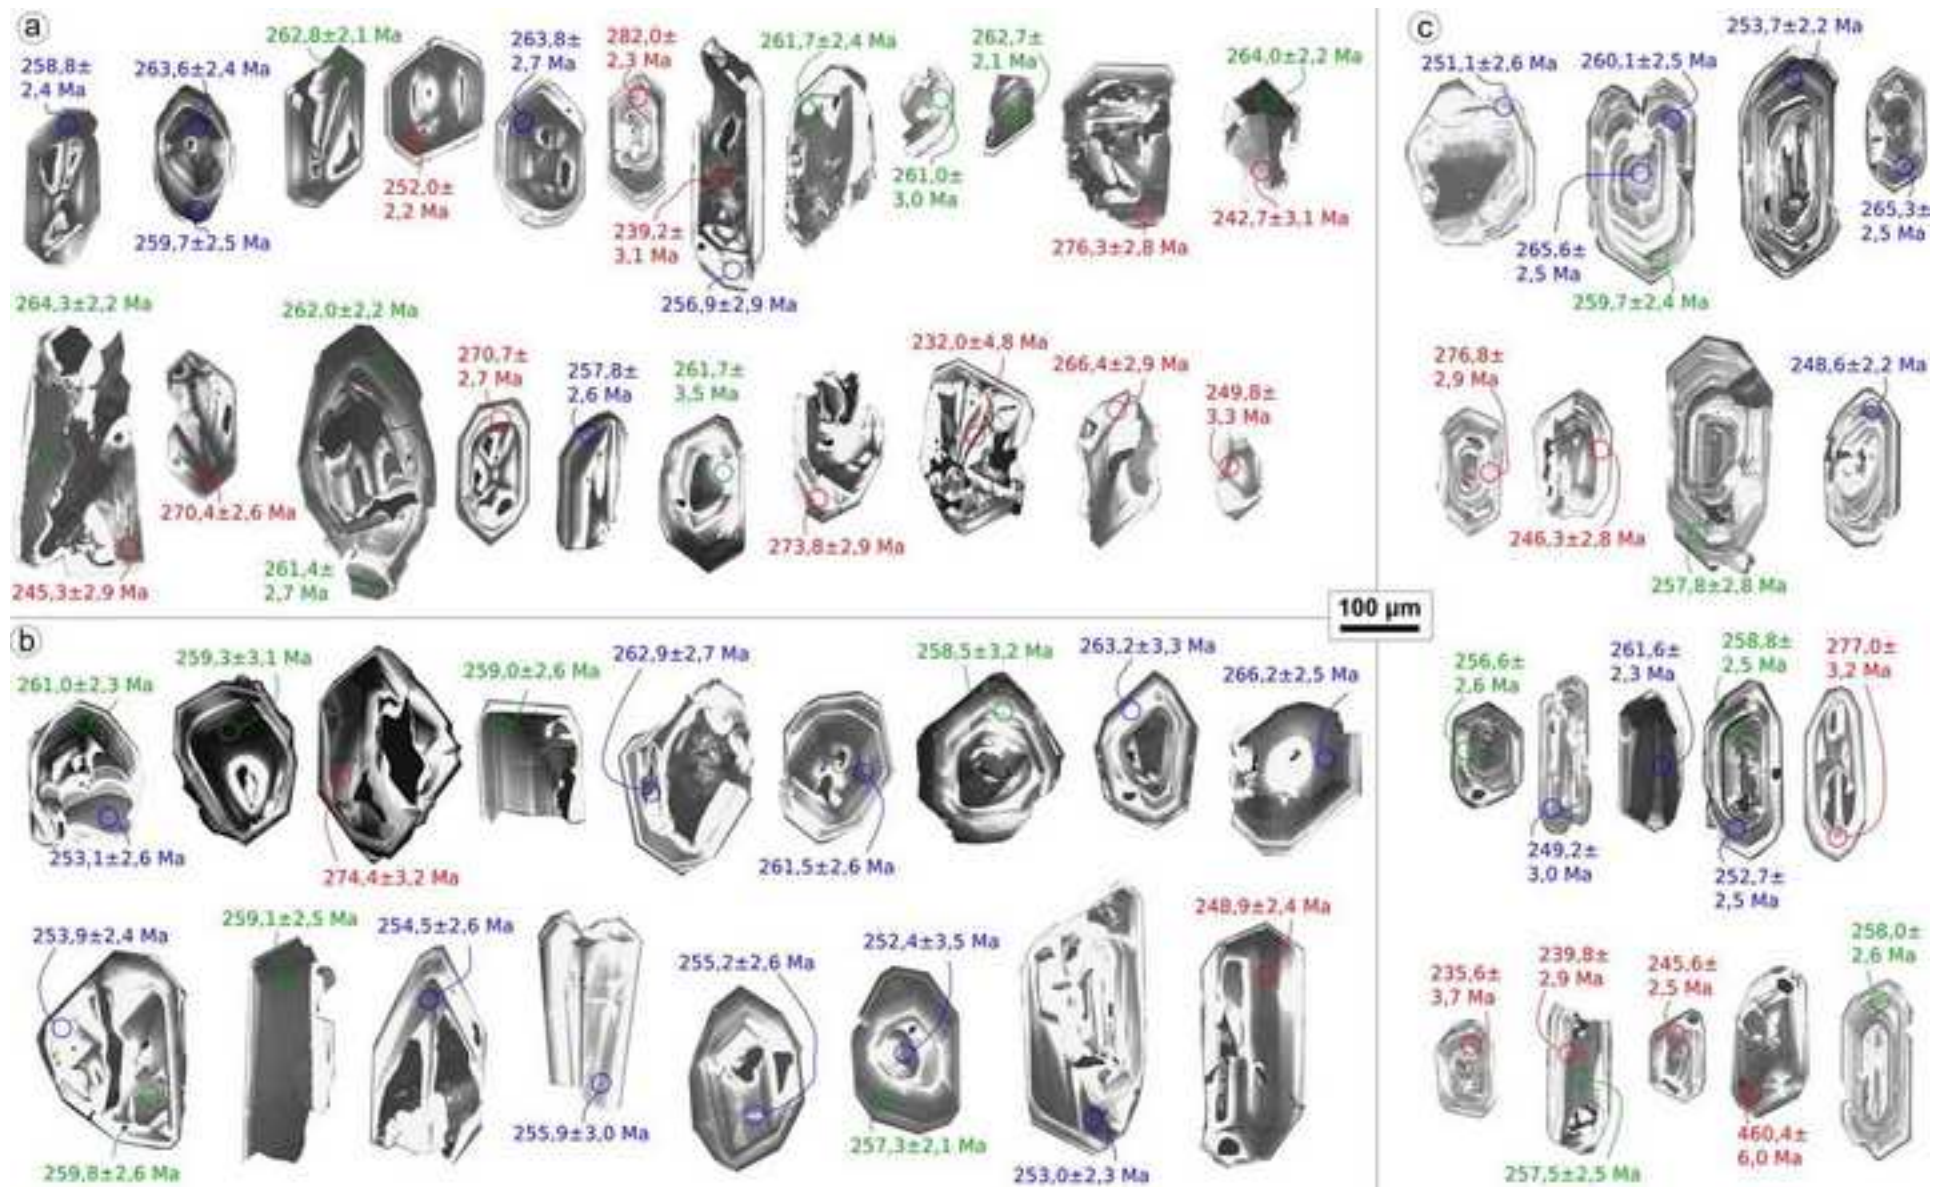 a
258,8±
2,4 Ma
263,6±2,4 Ma
259,7±2,5 Ma
262,8±2,1 Ma
252,0±
2,2 Ma
263,8±
2,7 Ma
282,0±
2,3 Ma
239,2±
3,1 Ma
256,9±2,9 Ma
261,7±2,4 Ma
261,0±
3,0 Ma
262,7±
2,1 Ma
276,3±2,8 Ma
264,0±2,2 Ma
242,7±3,1 Ma
264,3±2,2 Ma
245,3±2,9 Ma
270,4±2,6 Ma
262,0±2,2 Ma
261,4±
2,7 Ma
270,7±
2,7 Ma
257,8±
2,6 Ma
261,7±
3,5 Ma
273,8±2,9 Ma
232,0±4,8 Ma
266,4±2,9 Ma
249,8±
3,3 Ma
b
261,0±2,3 Ma
253,1±2,6 Ma
259,3±3,1 Ma
274,4±3,2 Ma
259,0±2,6 Ma
262,9±2,7 Ma
261,5±2,6 Ma
258,5±3,2 Ma
263,2±3,3 Ma
266,2±2,5 Ma
253,9±2,4 Ma
259,8±2,6 Ma
259,1±2,5 Ma
254,5±2,6 Ma
255,9±3,0 Ma
255,2±2,6 Ma
252,4±3,5 Ma
257,3±2,1 Ma
253,0±2,3 Ma
248,9±2,4 Ma
c
251,1±2,6 Ma
260,1±2,5 Ma
265,6±
2,5 Ma
259,7±2,4 Ma
253,7±2,2 Ma
265,3±
2,5 Ma
276,8±
2,9 Ma
246,3±2,8 Ma
257,8±2,8 Ma
248,6±2,2 Ma
100 µm
256,6±
2,6 Ma
249,2±
3,0 Ma
261,6±
2,3 Ma
258,8±
2,5 Ma
252,7±
2,5 Ma
277,0±
3,2 Ma
235,6±
3,7 Ma
239,8±
2,9 Ma
257,5±2,5 Ma
245,6±
2,5 Ma
460,4±
6,0 Ma
258,0±
2,6 Ma